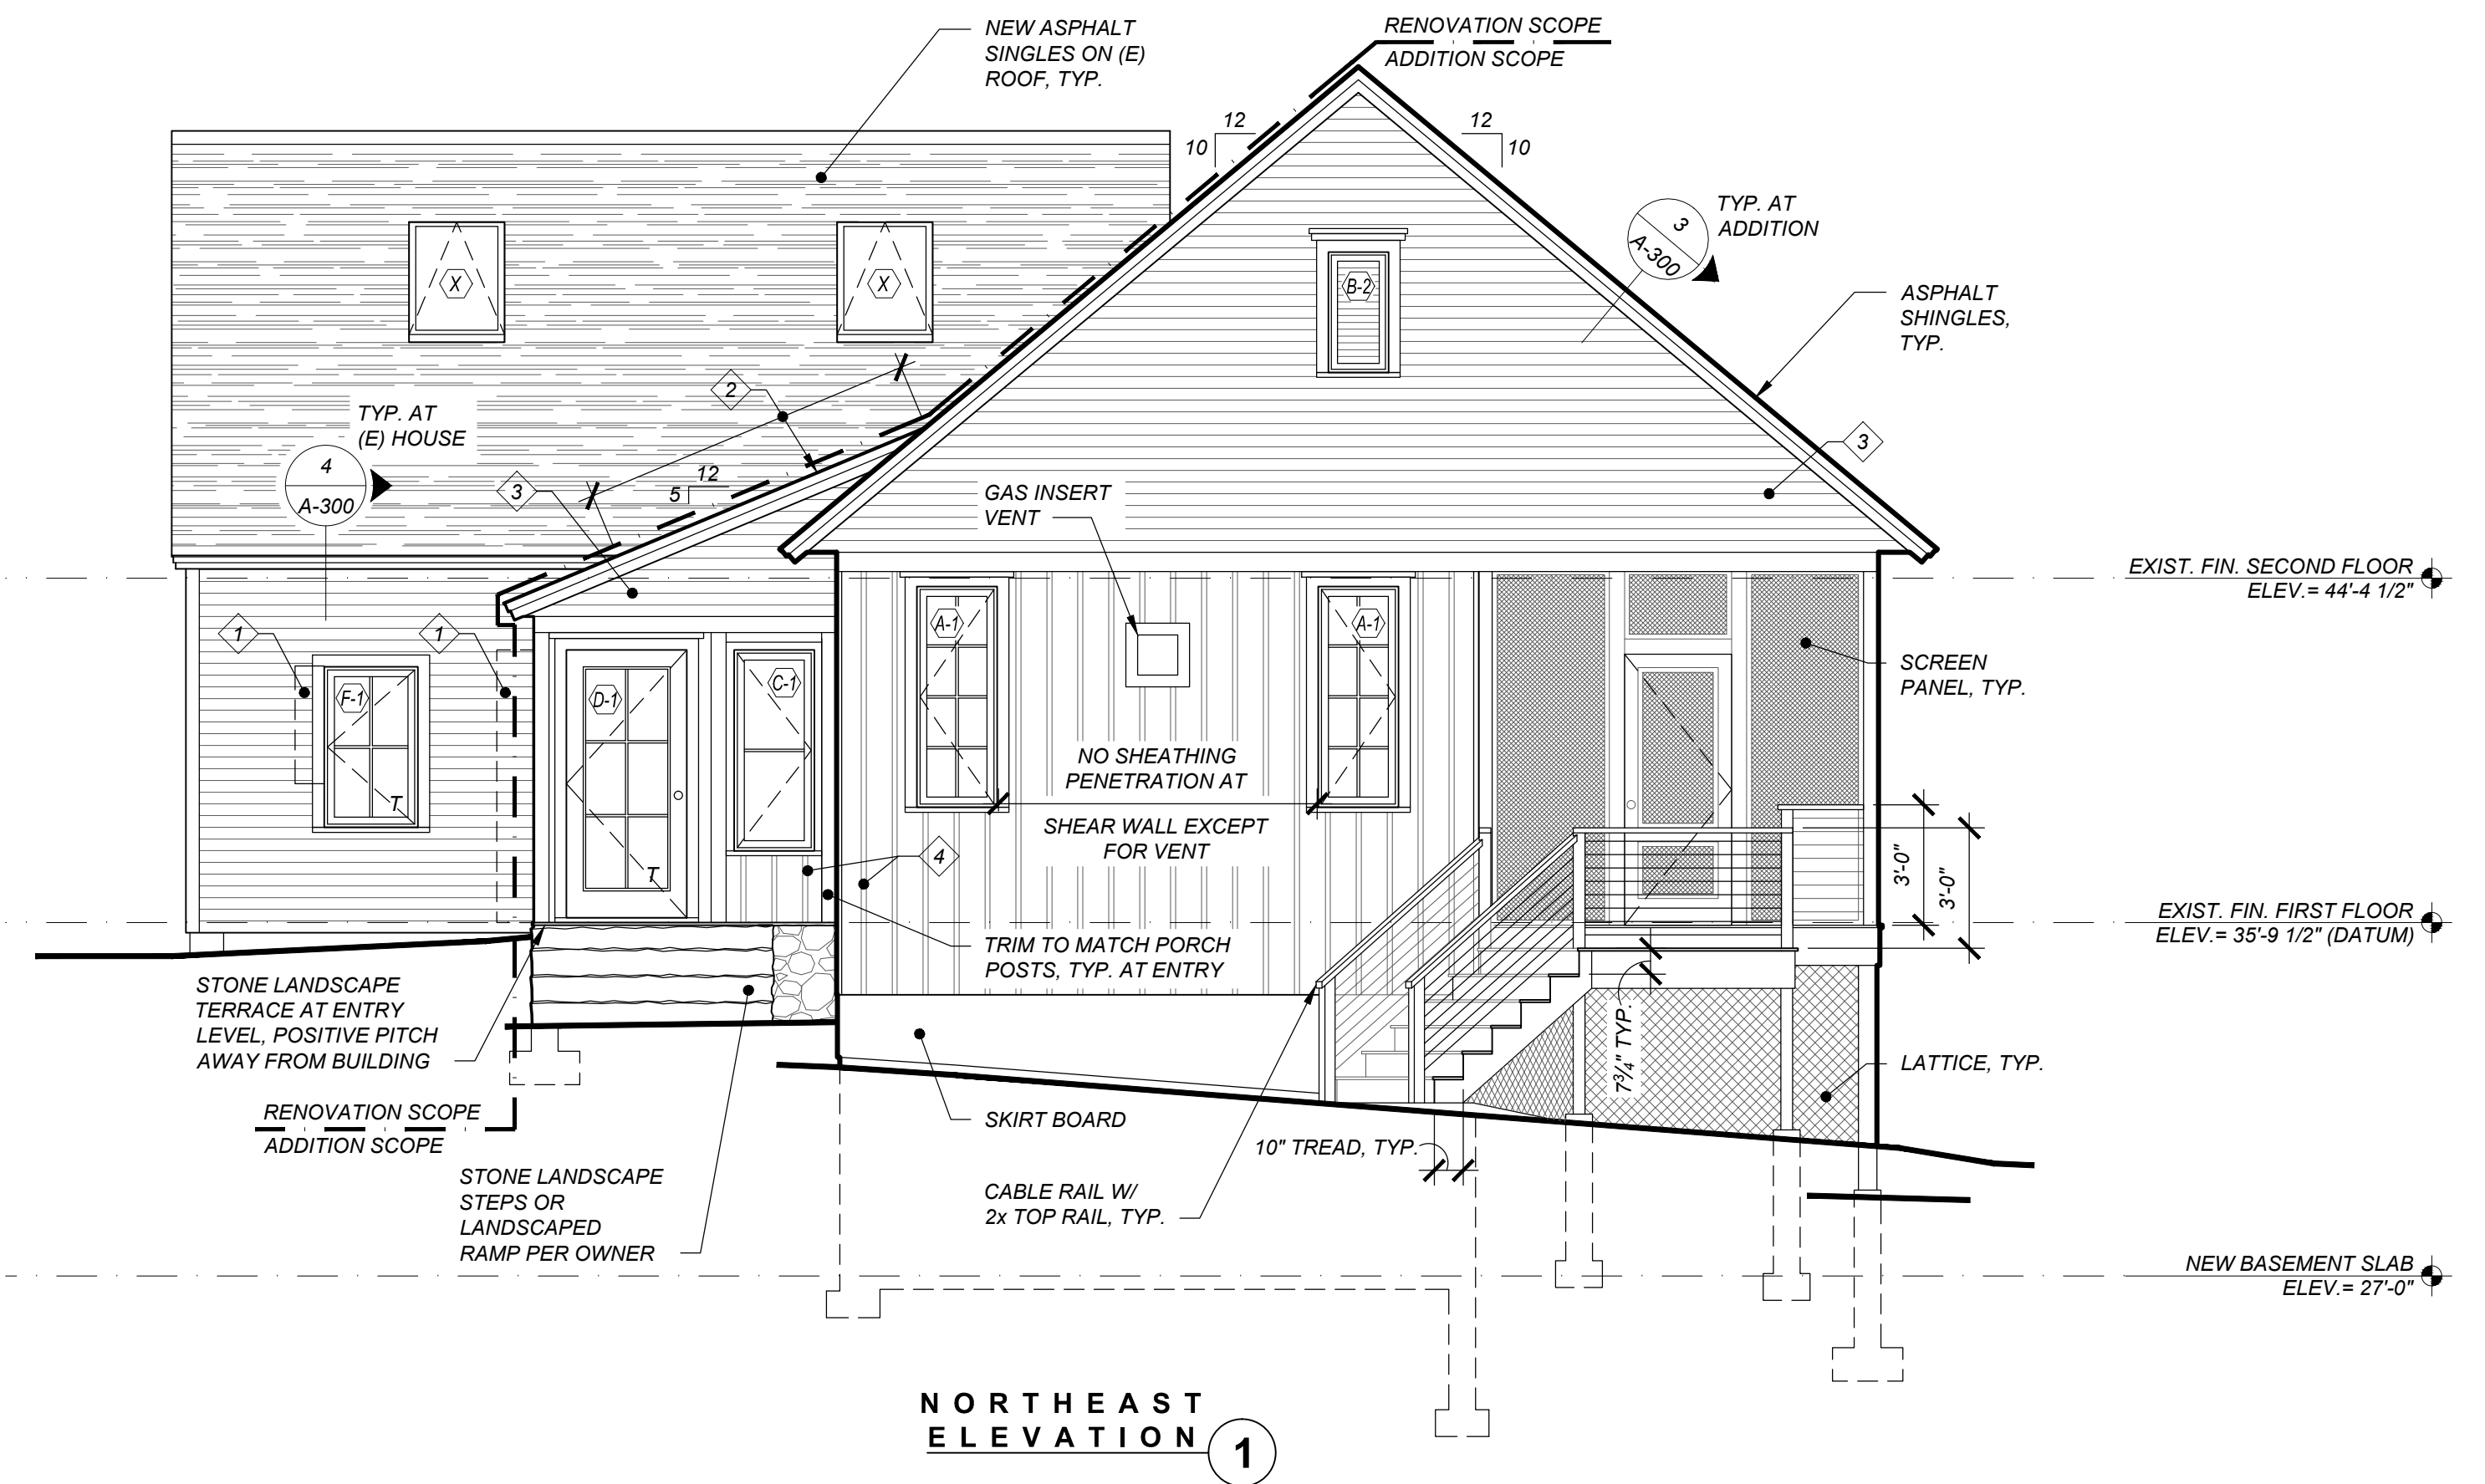 NEW ASPHALT
SINGLES ON (E)
ROOF, TYP.
RENOVATION SCOPE
ADDITION SCOPE
12
10
12
10
3
A-300
TYP. AT
ADDITION
ASPHALT
SHINGLES,
TYP.
X
X
B-2
2
TYP. AT
(E) HOUSE
4
A-300
3
12
5
3
GAS INSERT
VENT
EXIST. FIN. SECOND FLOOR
ELEV.= 44'-4 1/2"
1
1
F-1
T
D-1
T
C-1
A-1
A-1
SCREEN
PANEL, TYP.
NO SHEATHING
PENETRATION AT
SHEAR WALL EXCEPT
FOR VENT
4
3'-0"
3'-0"
EXIST. FIN. FIRST FLOOR
ELEV.= 35'-9 1/2" (DATUM)
TRIM TO MATCH PORCH
POSTS, TYP. AT ENTRY
STONE LANDSCAPE
TERRACE AT ENTRY
LEVEL, POSITIVE PITCH
AWAY FROM BUILDING
7¾" TYP.
LATTICE, TYP.
RENOVATION SCOPE
ADDITION SCOPE
SKIRT BOARD
10" TREAD, TYP.
STONE LANDSCAPE
STEPS OR
LANDSCAPED
RAMP PER OWNER
CABLE RAIL W/
2x TOP RAIL, TYP.
NEW BASEMENT SLAB
ELEV.= 27'-0"
NORTHEAST
ELEVATION
1